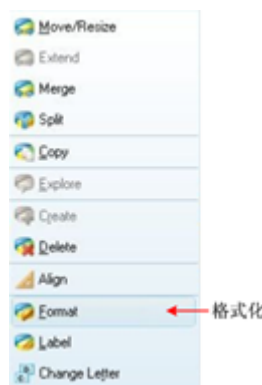 Move/Resize
Extend
Merge
Split
Copy
Explore
Create
Delete
Align
Format
格式化
Label
Change Letter